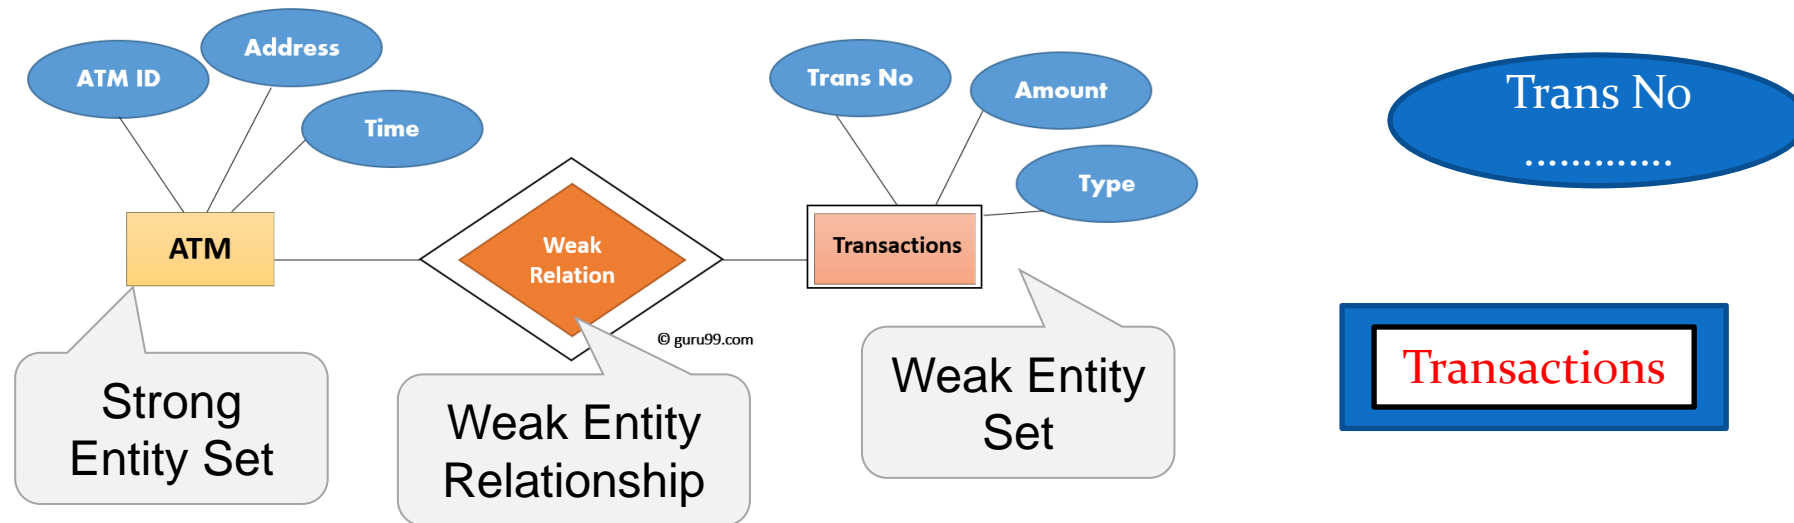 ATM ID
Address
Time
ATM
Weak
Relation
Trans No
Amount
Type
Transactions
© guru99.com
Strong
Entity Set
Weak Entity
Relationship
Weak Entity
Set
Trans No
.............
Transactions